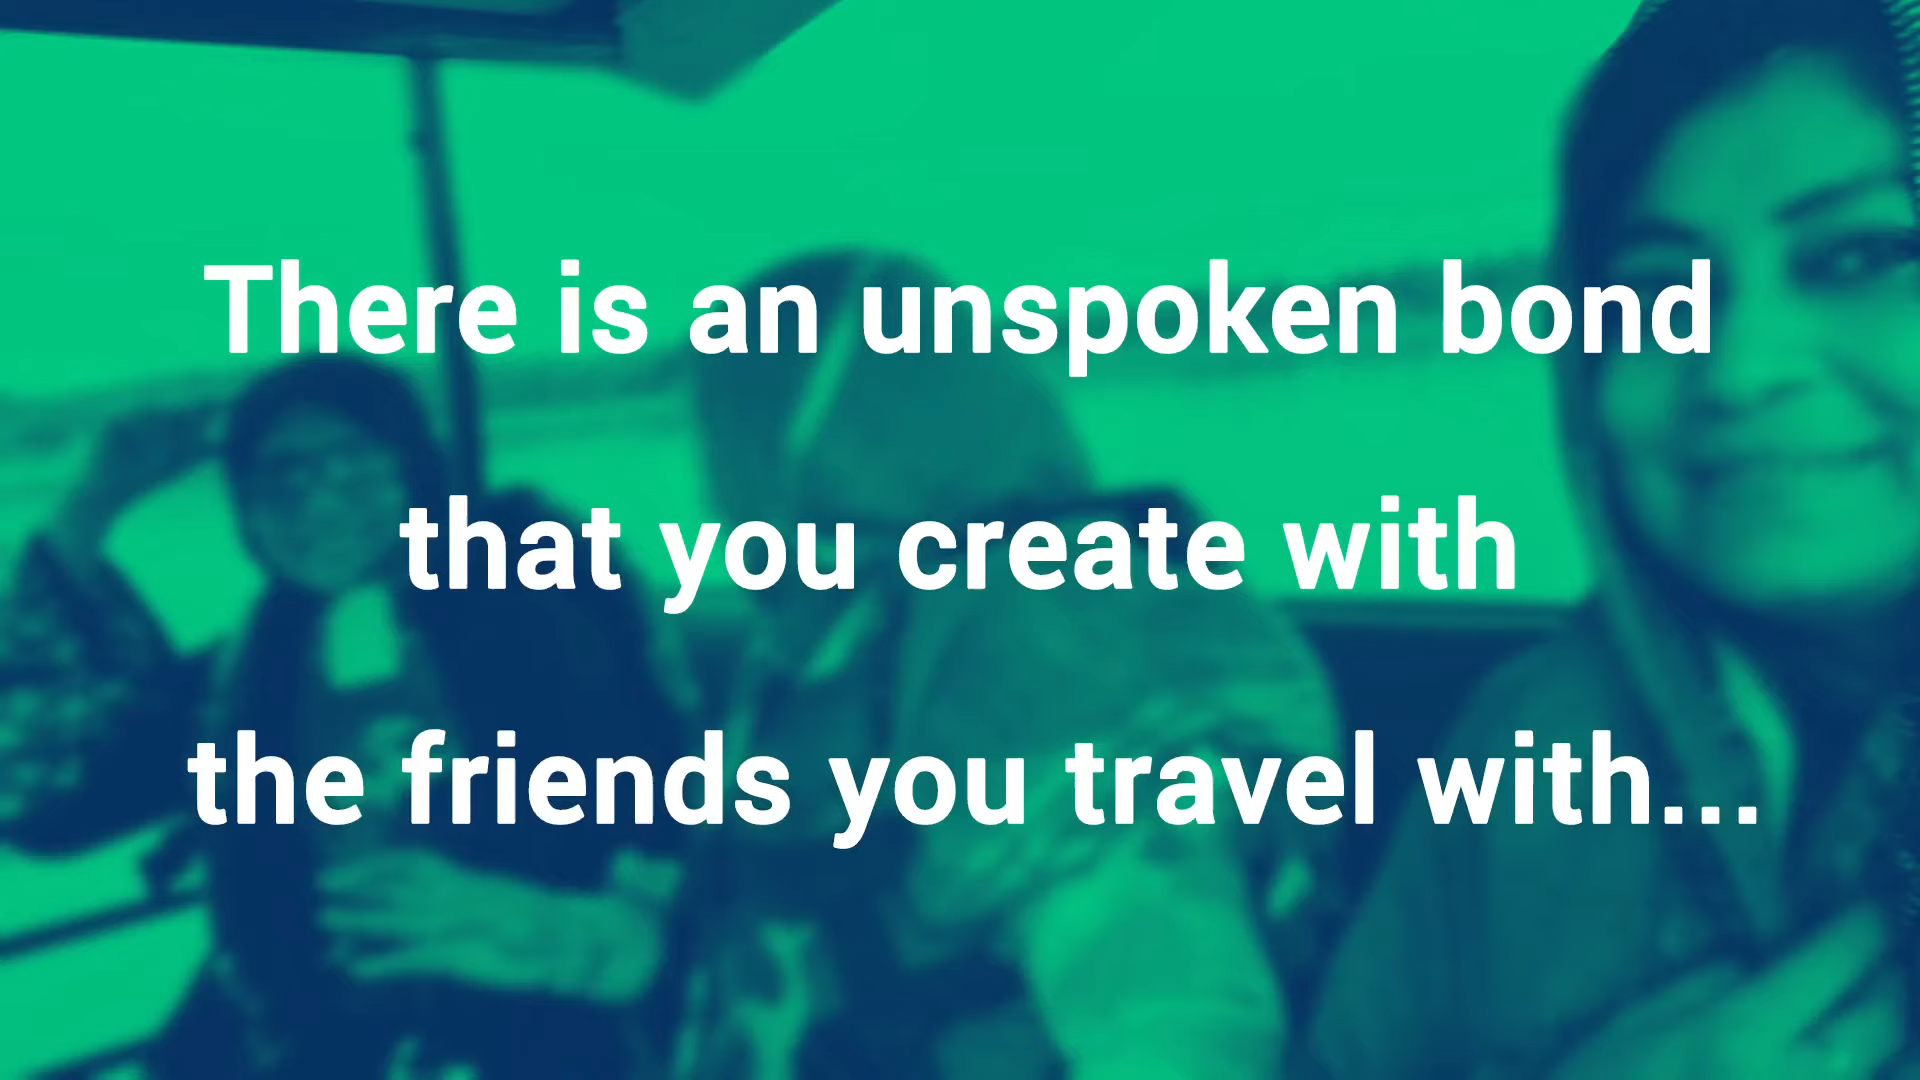 There is an unspoken bond
that you create with
the friends you travel with...